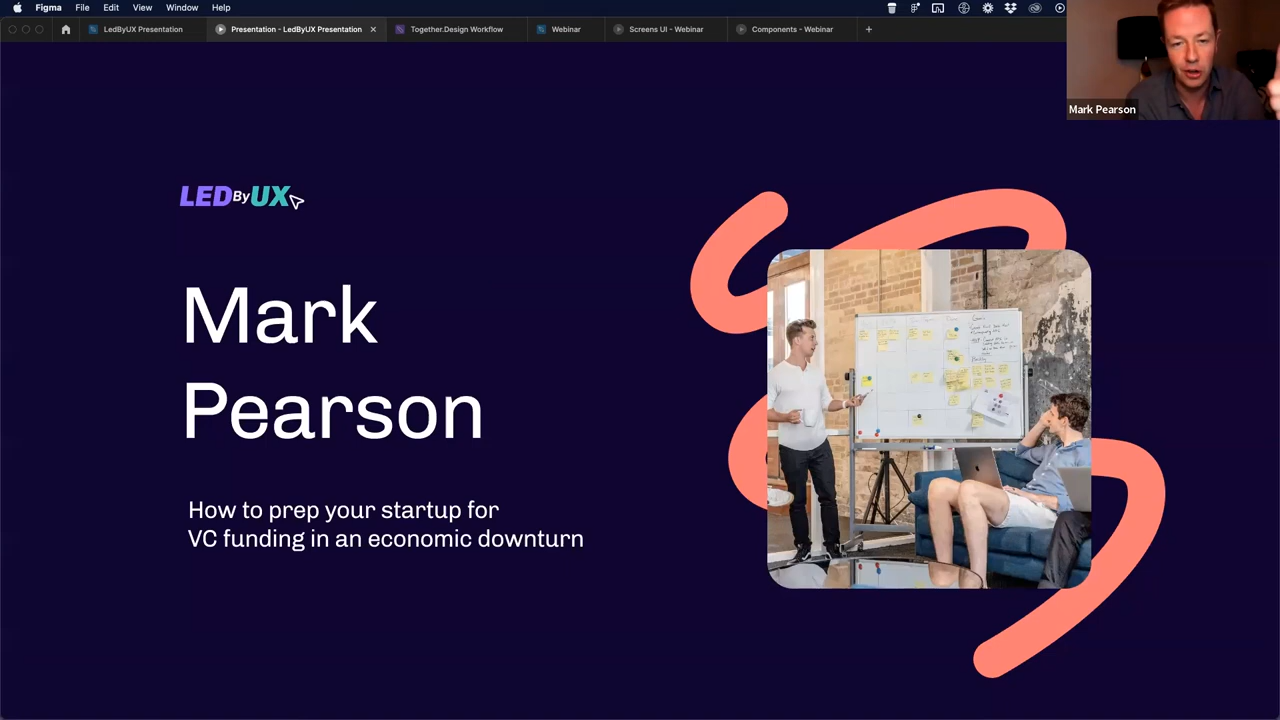 Figma File Edit View Window Help
LedByUX Presentation Presentation - LedByUX Presentation Together.Design Workflow Webinar Screens UI - Webinar Components - Webinar
Mark Pearson
LEDByUX
Mark
Pearson
How to prep your startup for
VC funding in an economic downturn